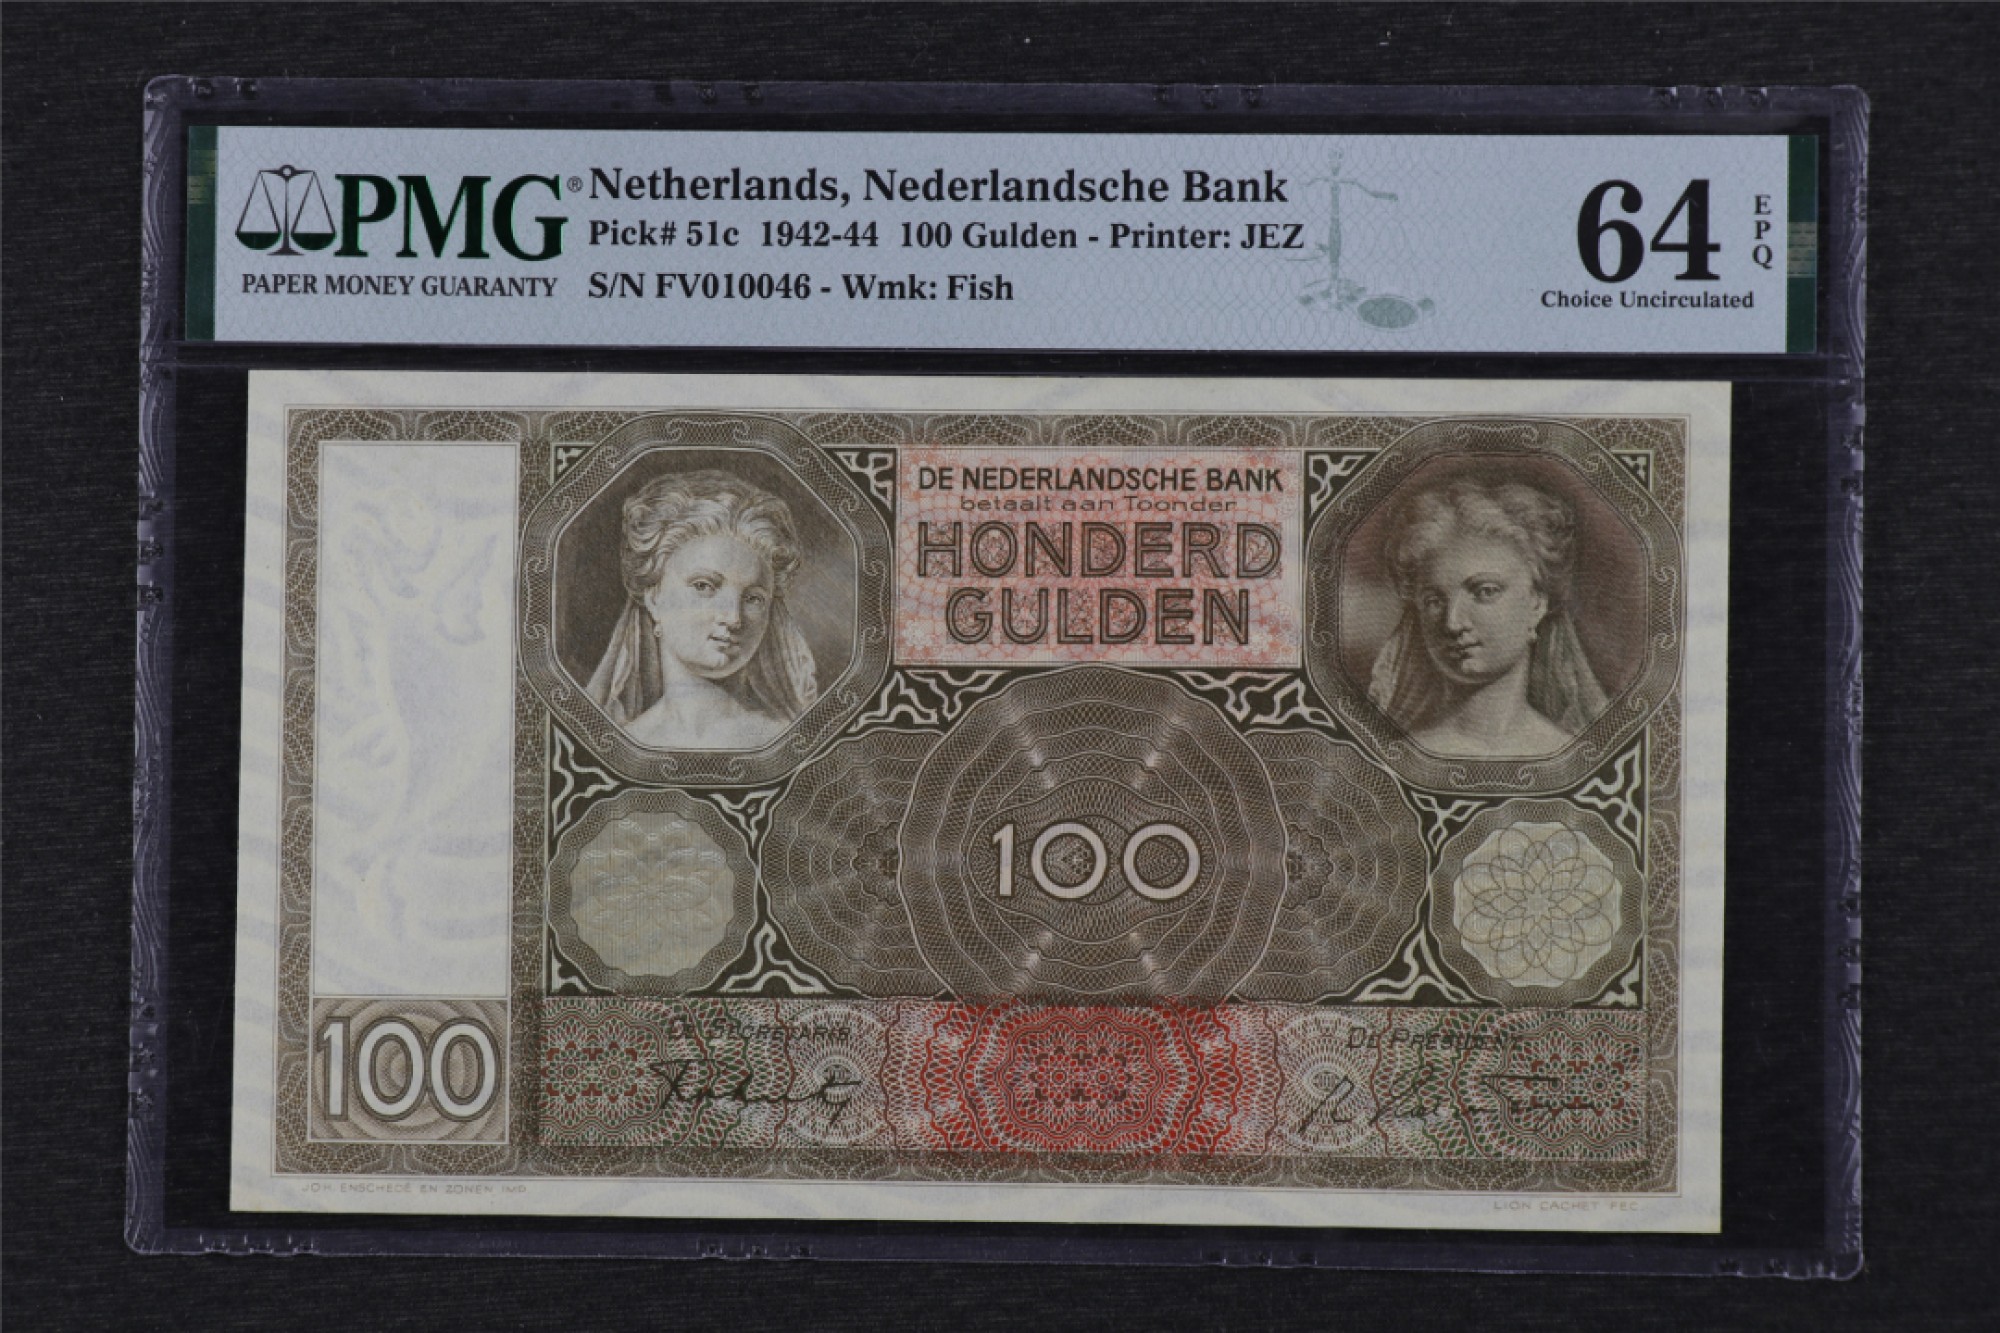 PMG®
PAPER MONEY GUARANTY
Netherlands, Nederlandsche Bank
Pick# 51c 1942-44 100 Gulden - Printer: JEZ
S/N FV010046 - Wmk: Fish
64
EPQ
Choice Uncirculated
DE NEDERLANDSCHE BANK
betaalt aan Toonder
HONDERD
GULDEN
100
100
DE SECRETARIS
DE PRESIDENT
JOH. ENSCHEDÉ EN ZONEN IMP.
LION CACHET FEC.